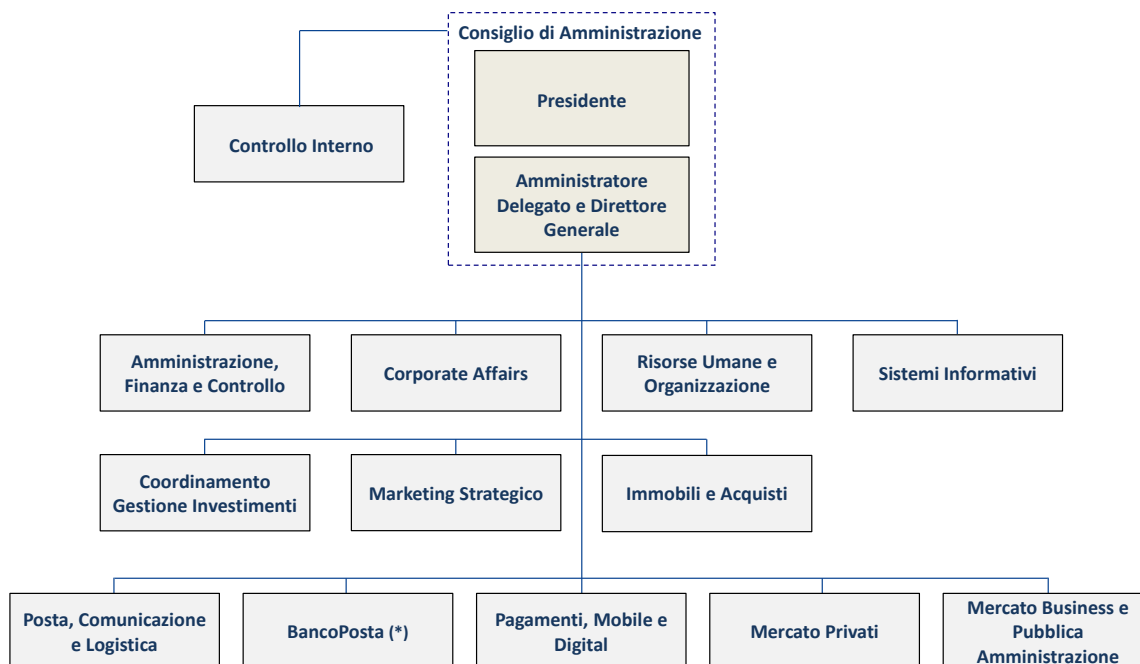 Consiglio di Amministrazione
Presidente
Controllo Interno
Amministratore
Delegato e Direttore
Generale
Amministrazione,
Finanza e Controllo
Corporate Affairs
Risorse Umane e
Organizzazione
Sistemi Informativi
Coordinamento
Gestione Investimenti
Marketing Strategico
Immobili e Acquisti
Posta, Comunicazione
e Logistica
BancoPosta (*)
Pagamenti, Mobile e
Digital
Mercato Privati
Mercato Business e
Pubblica
Amministrazione